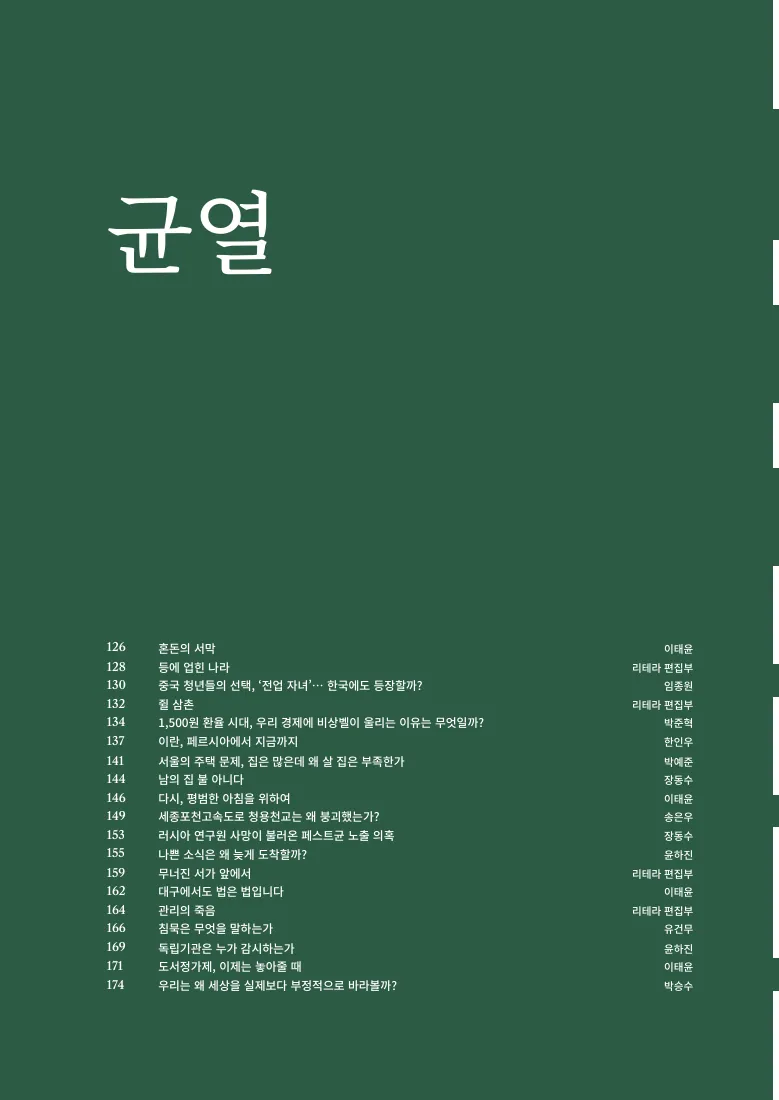 균열
126 혼돈의 서막 이태윤
128 등에 업힌 나라 리테라 편집부
130 중국 청년들의 선택, ‘전업 자녀’… 한국에도 등장할까? 임종원
132 쥘 삼촌 리테라 편집부
134 1,500원 환율 시대, 우리 경제에 비상벨이 울리는 이유는 무엇일까? 박준혁
137 이란, 페르시아에서 지금까지 한인우
141 서울의 주택 문제, 집은 많은데 왜 살 집은 부족한가 박예준
144 남의 집 불 아니다 장동수
146 다시, 평범한 아침을 위하여 이태윤
149 세종포천고속도로 청용천교는 왜 붕괴했는가? 송은우
153 러시아 연구원 사망이 불러온 페스트균 노출 의혹 장동수
155 나쁜 소식은 왜 늦게 도착할까? 윤하진
159 무너진 서가 앞에서 리테라 편집부
162 대구에서도 법은 법입니다 이태윤
164 관리의 죽음 리테라 편집부
166 침묵은 무엇을 말하는가 유건무
169 독립기관은 누가 감시하는가 윤하진
171 도서정가제, 이제는 놓아줄 때 이태윤
174 우리는 왜 세상을 실제보다 부정적으로 바라볼까? 박승수